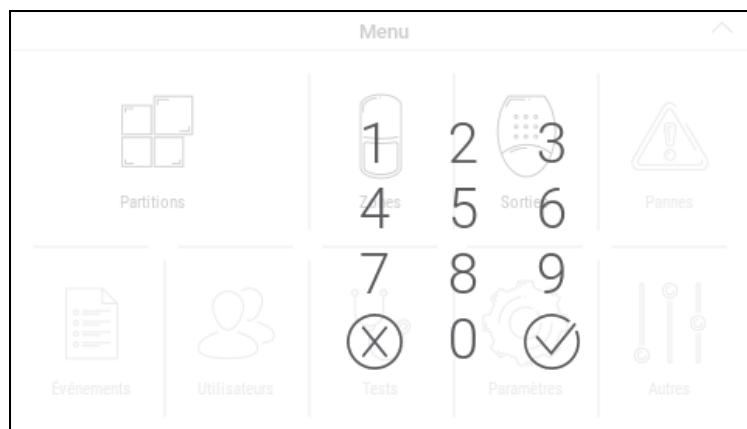 Menu
1 2 3
Partitions Zones Sorties Pannes
4 5 6
7 8 9
0
Événements Utilisateurs Tests Paramètres Autres